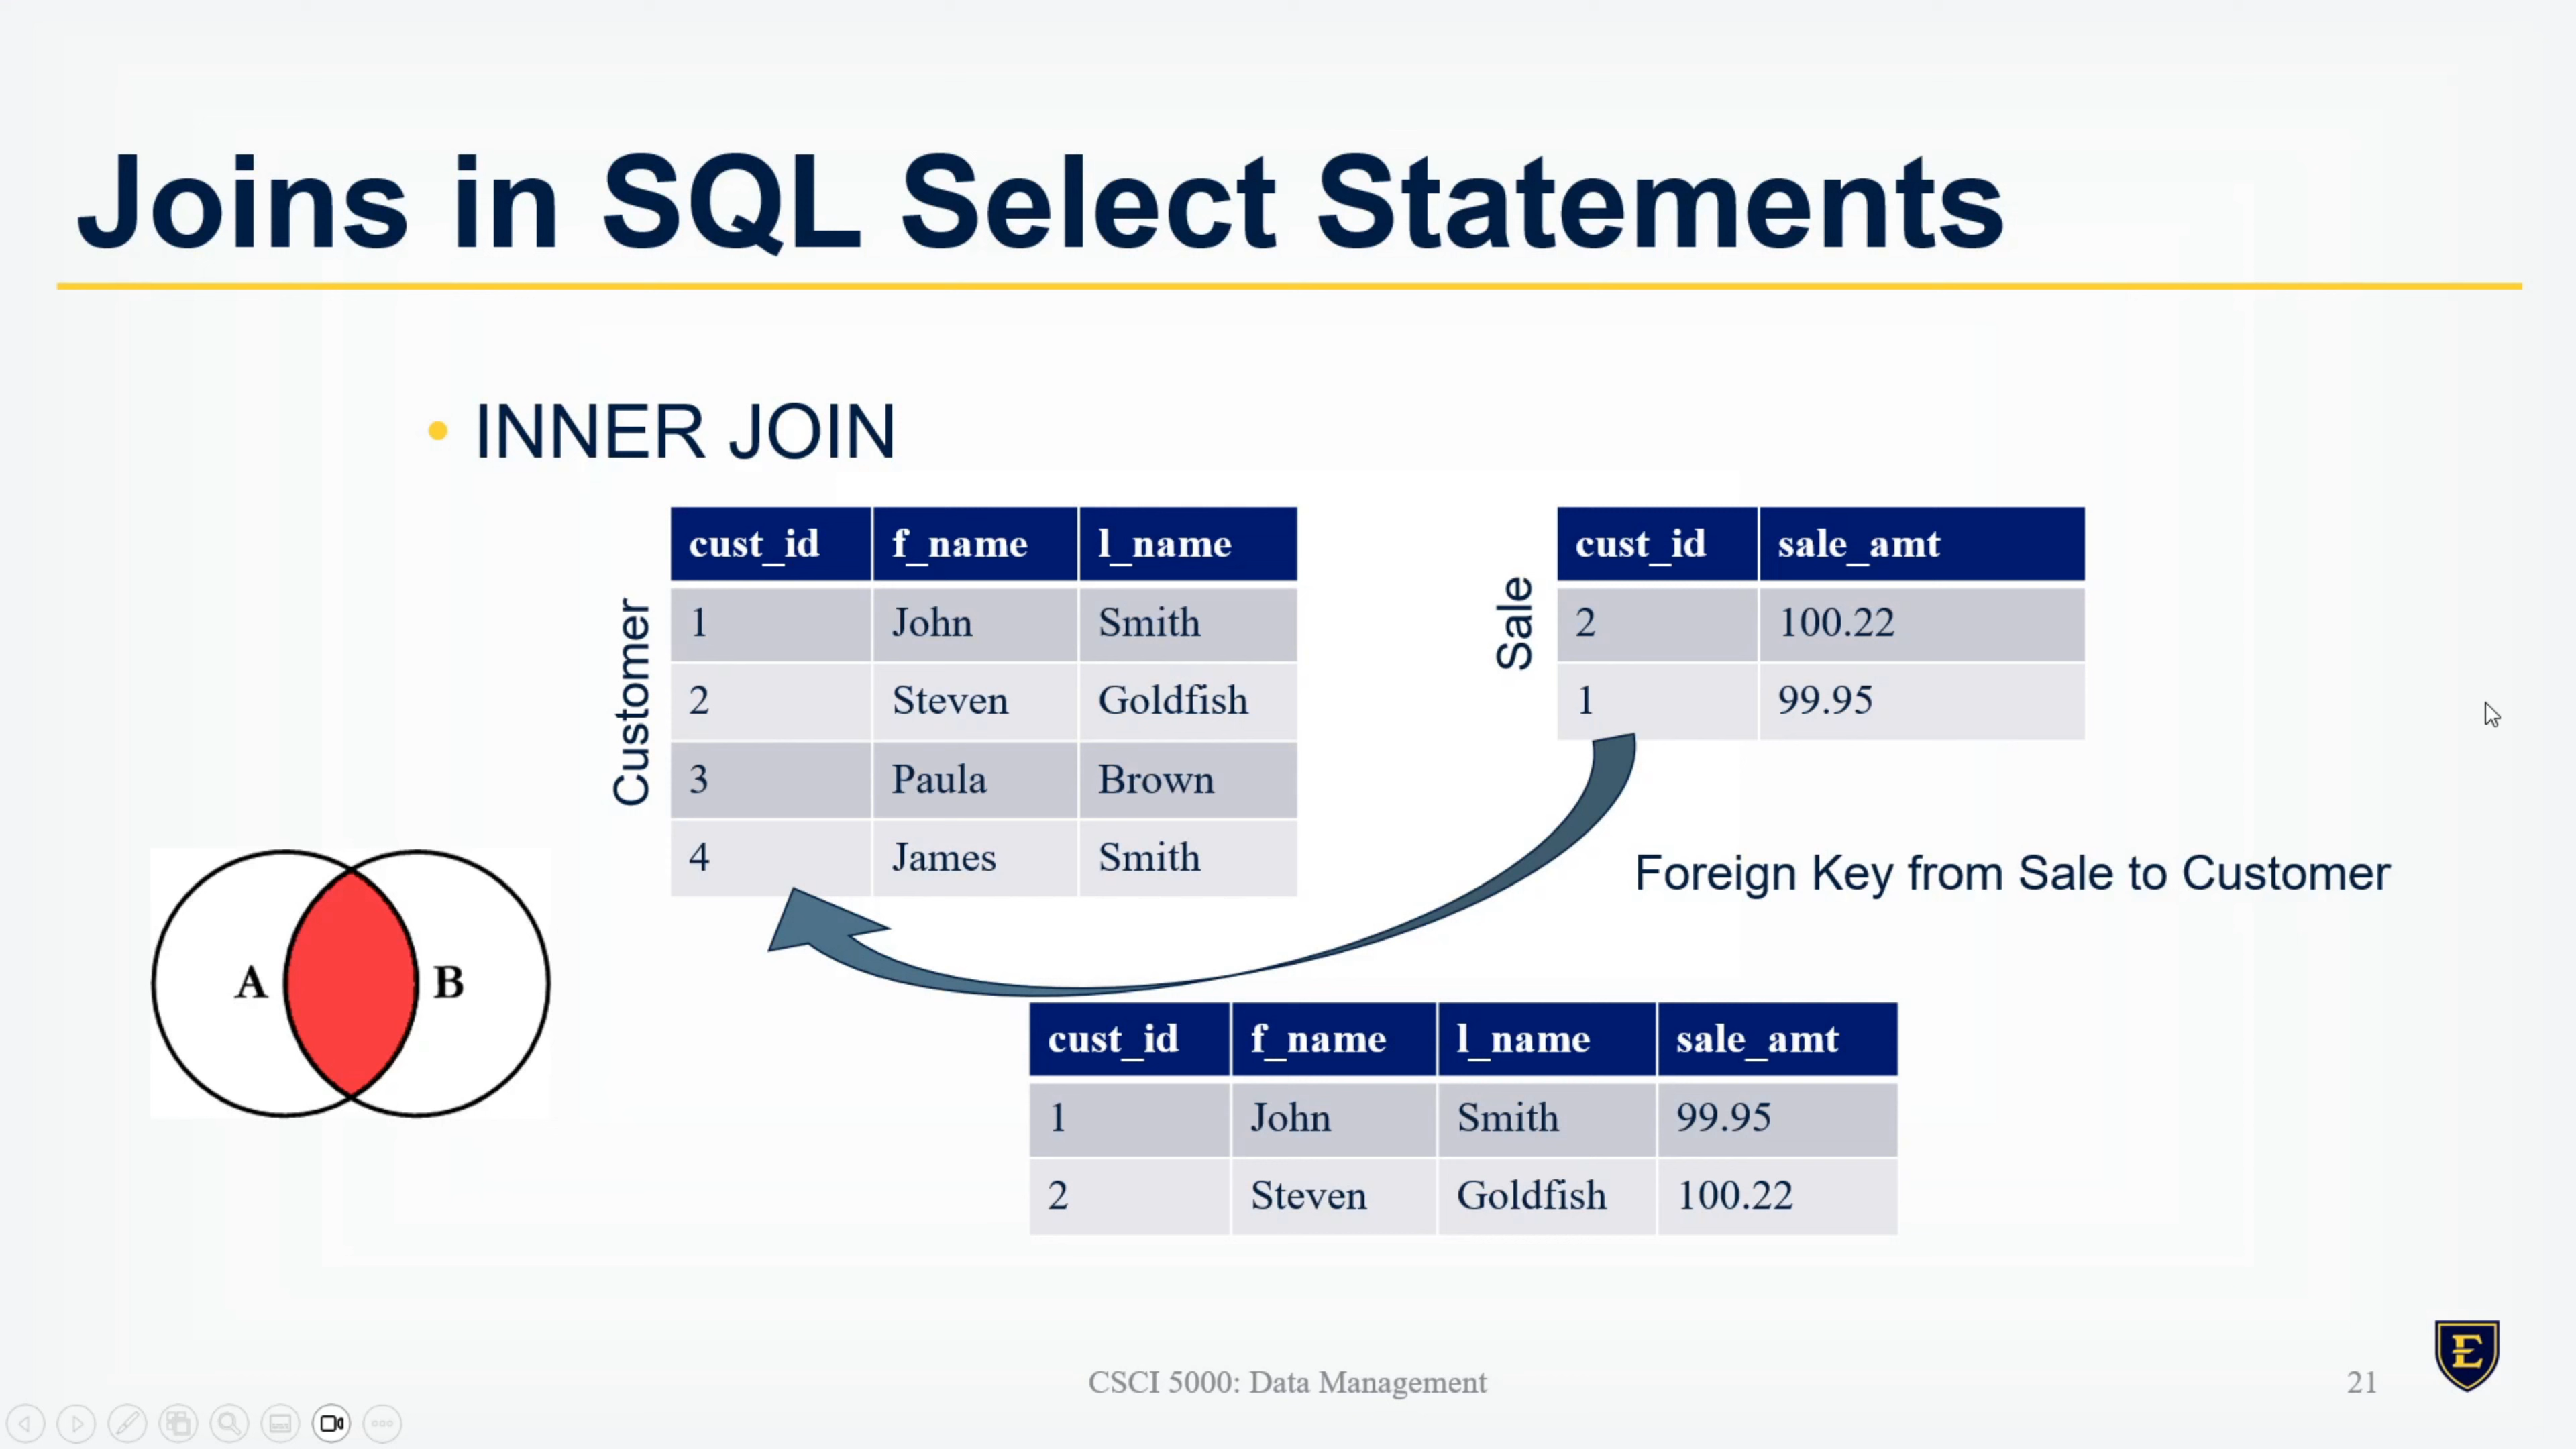 Joins in SQL Select Statements
• INNER JOIN
Customer
cust_id f_name l_name
1 John Smith
2 Steven Goldfish
3 Paula Brown
4 James Smith
Sale
cust_id sale_amt
2 100.22
1 99.95
Foreign Key from Sale to Customer
A B
cust_id f_name l_name sale_amt
1 John Smith 99.95
2 Steven Goldfish 100.22
CSCI 5000: Data Management
21
E